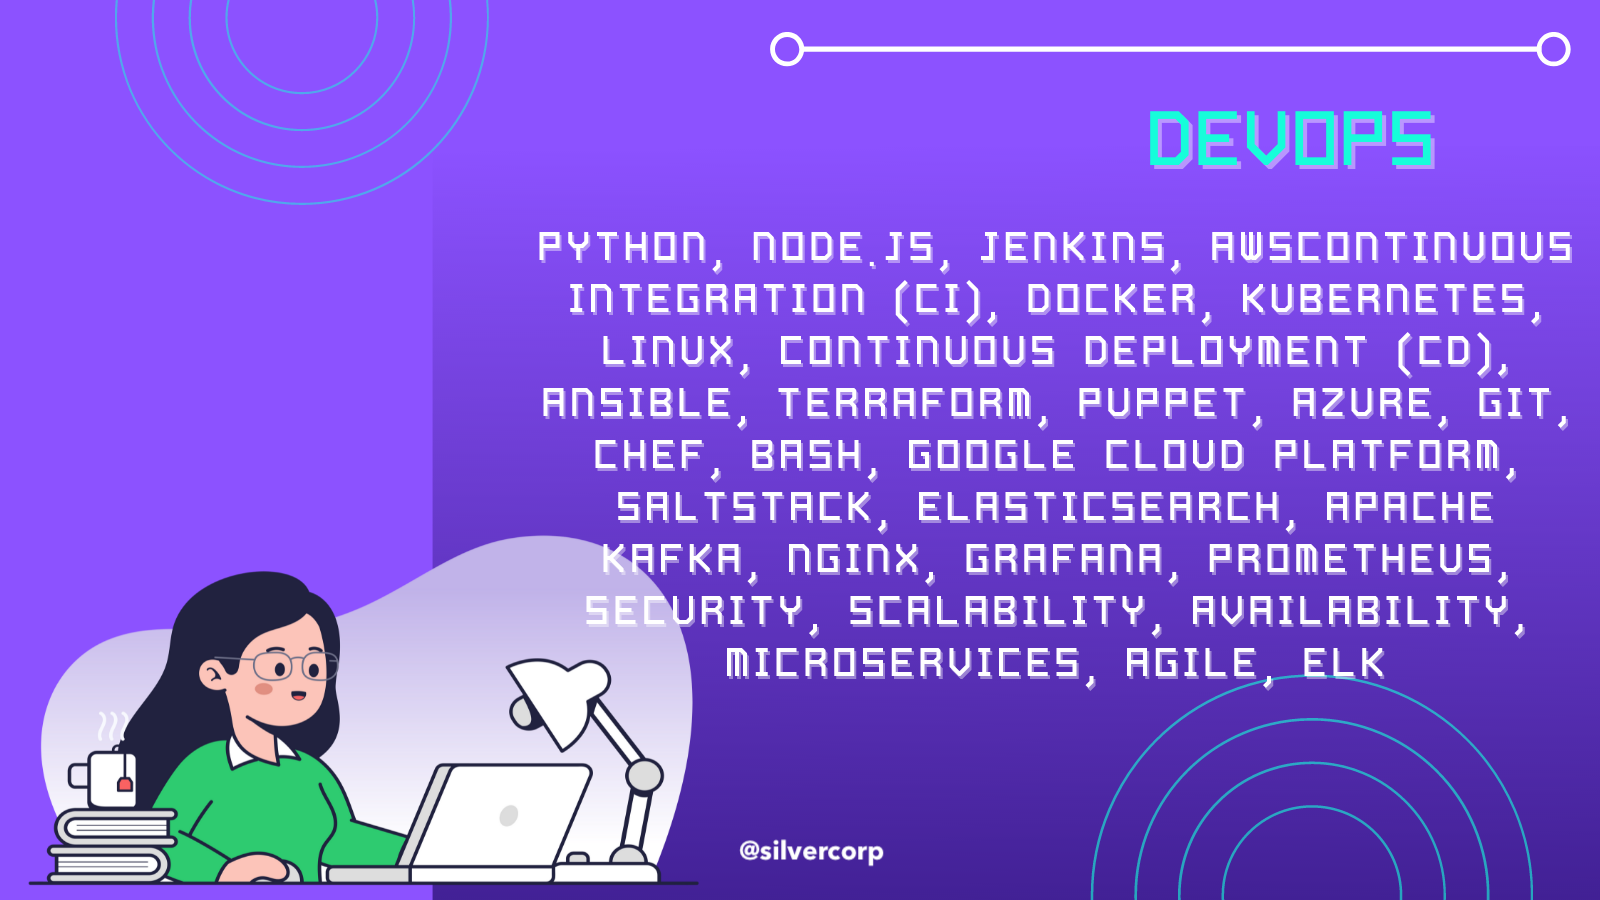 DEVOPS
PYTHON, NODE.JS, JENKINS, AWSCONTINUOUS
INTEGRATION (CI), DOCKER, KUBERNETES,
LINUX, CONTINUOUS DEPLOYMENT (CD),
ANSIBLE, TERRAFORM, PUPPET, AZURE, GIT,
CHEF, BASH, GOOGLE CLOUD PLATFORM,
SALTSTACK, ELASTICSEARCH, APACHE
KAFKA, NGINX, GRAFANA, PROMETHEUS,
SECURITY, SCALABILITY, AVAILABILITY,
MICROSERVICES, AGILE, ELK
@silvercorp